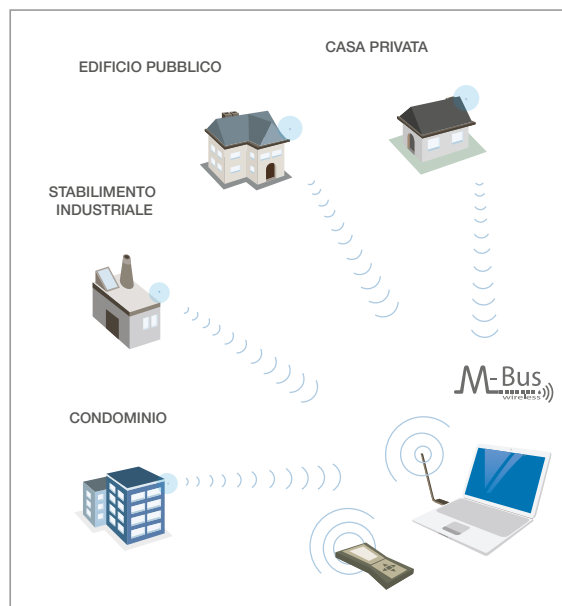 CASA PRIVATA
EDIFICIO PUBBLICO
STABILIMENTO
INDUSTRIALE
M-Bus
wireless
CONDOMINIO